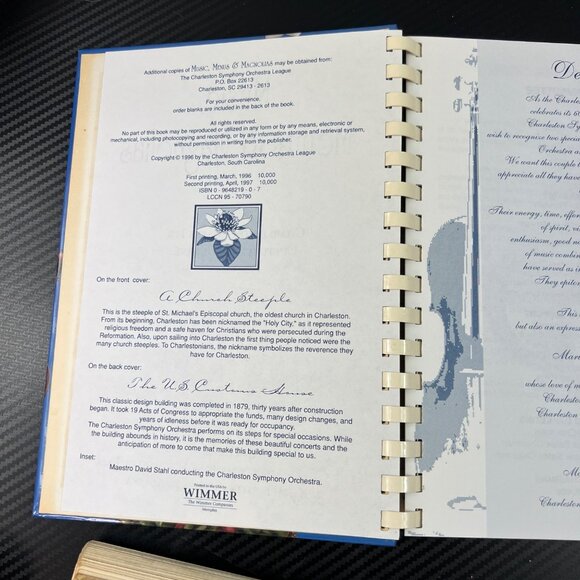 Additional copies of MUSIC, MENUS & MAGNOLIAS may be obtained from:
The Charleston Symphony Orchestra League
P.O. Box 22613
Charleston, SC 29413 - 2613
For your convenience,
order blanks are included in the back of the book.
All rights reserved.
No part of this book may be reproduced or utilized in any form or by any means, electronic or
mechanical, including photocopying and recording, or by any information storage and retrieval system,
without permission in writing from the publisher.
Copyright © 1996 by the Charleston Symphony Orchestra League
Charleston, South Carolina
First printing, March, 1996 10,000
Second printing, April, 1997 10,000
ISBN 0 - 9648219 - 0 - 7
LCCN 95 - 70790
On the front cover:
A Church Steeple
This is the steeple of St. Michael's Episcopal church, the oldest church in Charleston.
From its beginning, Charleston has been nicknamed the "Holy City," as it represented
religious freedom and a safe haven for Christians who were persecuted during the
Reformation. Also, upon sailing into Charleston the first thing people noticed were the
many church steeples. To Charlestonians, the nickname symbolizes the reverence they
have for Charleston.
On the back cover:
The U.S. Customs House
This classic design building was completed in 1879, thirty years after construction
began. It took 19 Acts of Congress to appropriate the funds, many design changes, and
years of idleness before it was ready for occupancy.
The Charleston Symphony Orchestra performs on its steps for special occasions. While
the building abounds in history, it is the memories of these beautiful concerts and the
anticipation of more to come that make this building special to us.
Inset:
Maestro David Stahl conducting the Charleston Symphony Orchestra.
Printed in the USA by
WIMMER
The Wimmer Companies
Memphis
De
As the Charles
celebrates its 60
Charleston Sy
wish to recognize two specia
Orchestra a
We want this couple t
appreciate all they have
Their energy, time, effor
of spirit, vi
enthusiasm, good n
of music combine
have served as
They epito
This
but also an expres
Mar
whose love of m
Charleston
Charleston
M
Charlesto